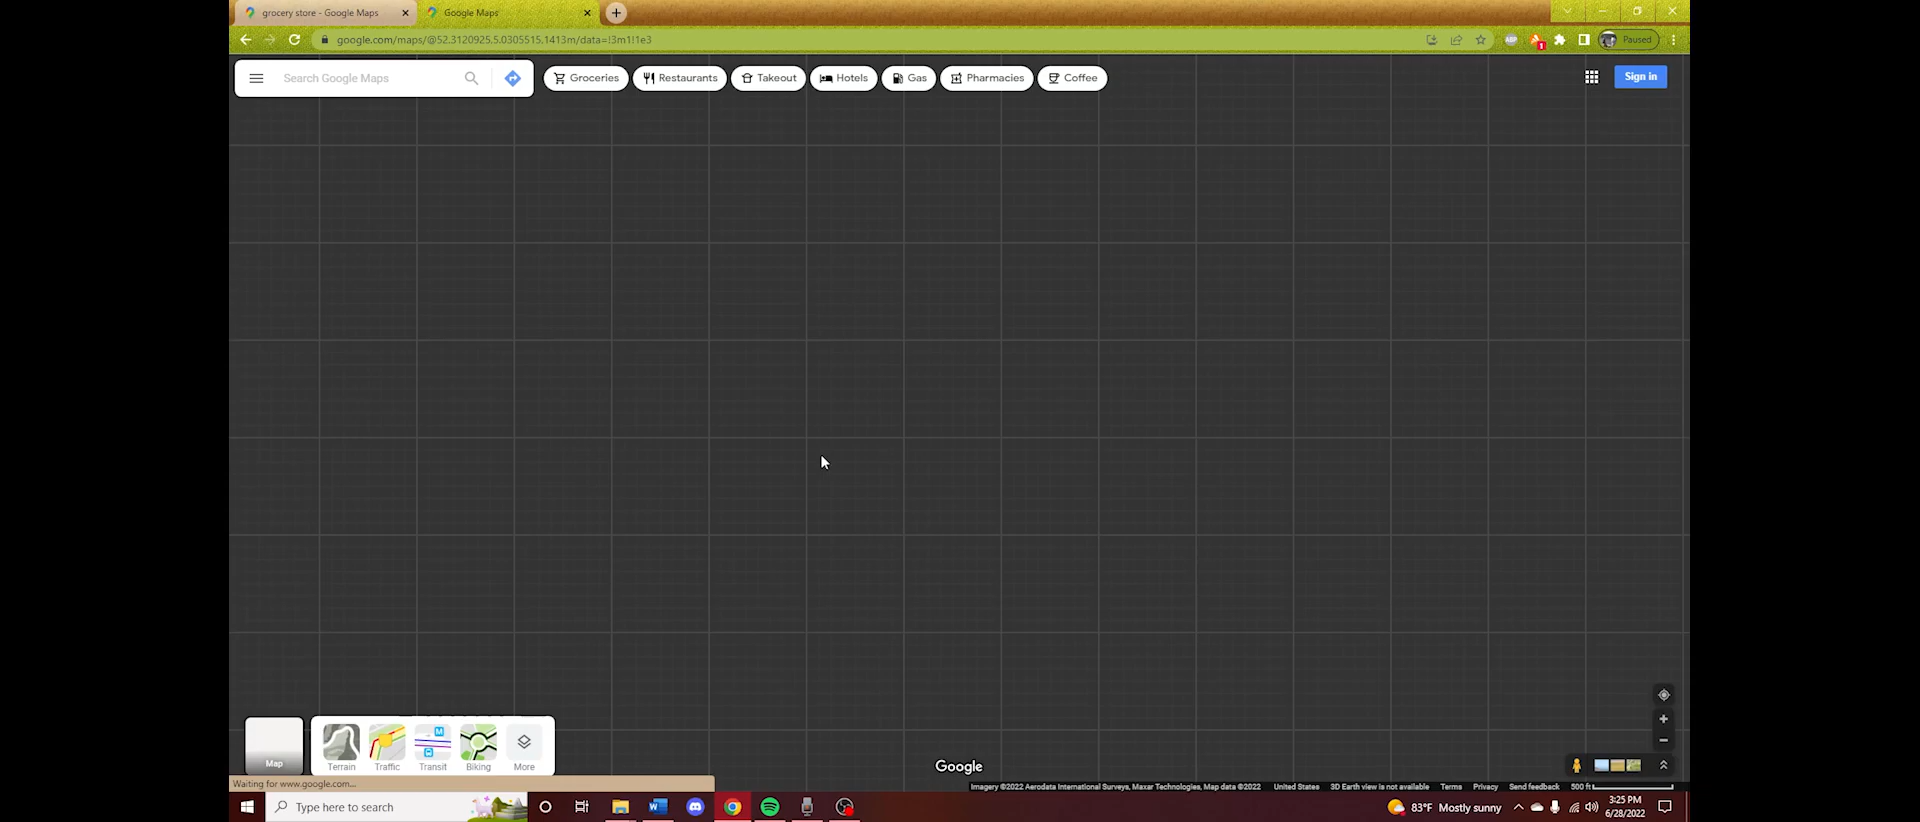 grocery store - Google Maps
Google Maps
google.com/maps/@52.3120925,5.0305515,1413m/data=!3m1!1e3
ABP
1
Paused
Search Google Maps
Groceries
Restaurants
Takeout
Hotels
Gas
Pharmacies
Coffee
Sign in
Map
Terrain
Traffic
M
Transit
Biking
More
Google
Waiting for www.google.com...
Imagery ©2022 Aerodata International Surveys, Maxar Technologies, Map data ©2022
United States
3D Earth view is not available
Terms
Privacy
Send feedback
500 ft
Type here to search
83°F Mostly sunny
3:25 PM
6/28/2022